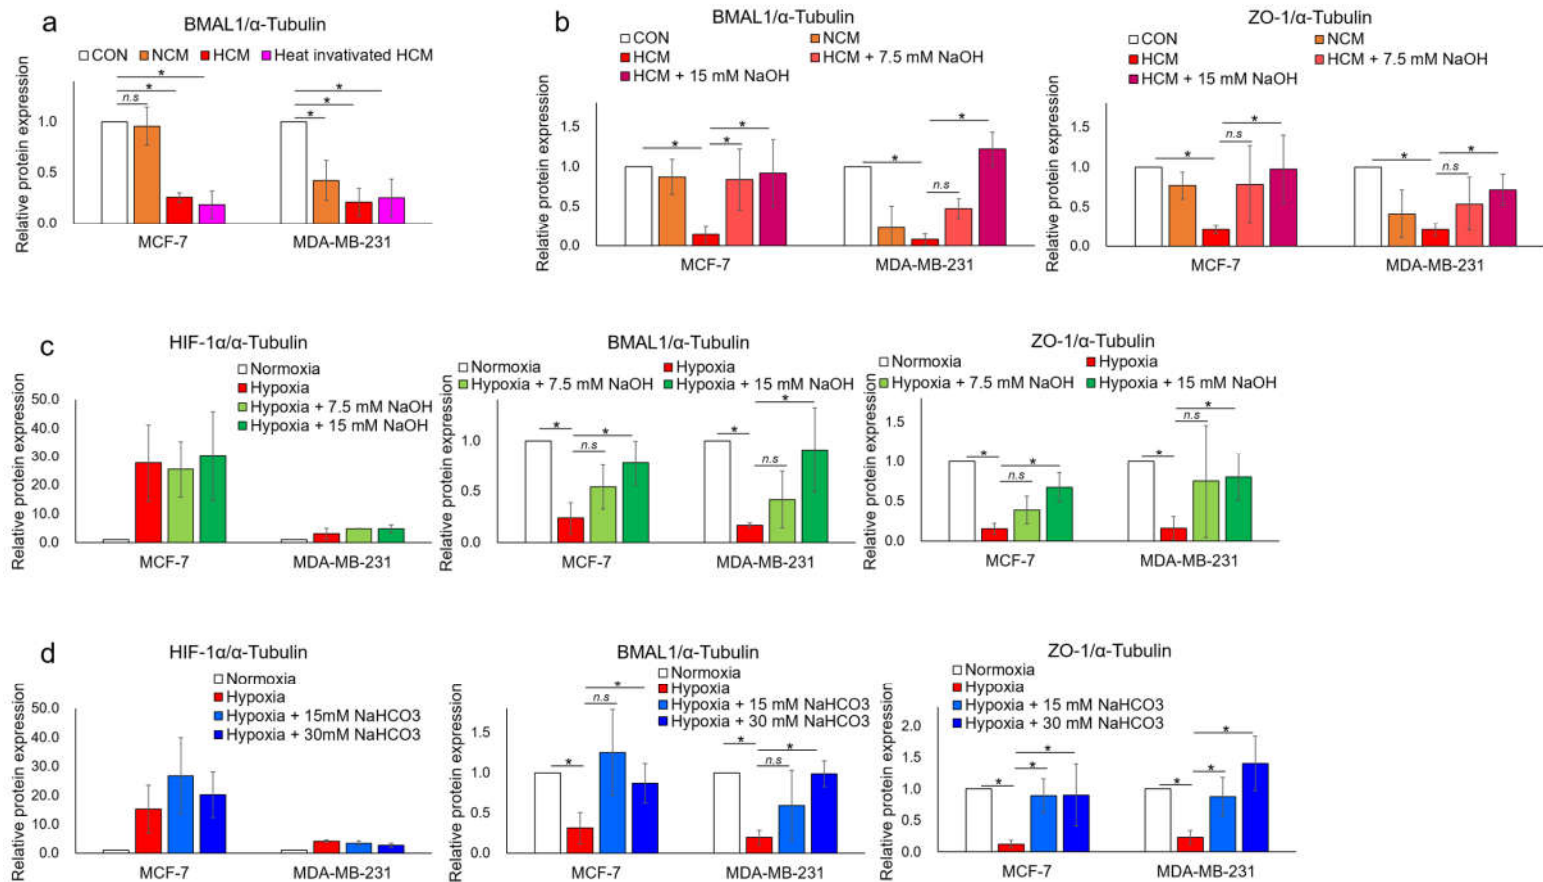 a
BMAL1/α-Tubulin
CON NCM HCM Heat invativated HCM
Relative protein expression
1.0
0.5
0.0
n.s * *
* * *
MCF-7 MDA-MB-231
b
BMAL1/α-Tubulin
CON NCM
HCM HCM + 7.5 mM NaOH
HCM + 15 mM NaOH
Relative protein expression
1.5
1.0
0.5
0.0
* * *
* n.s *
MCF-7 MDA-MB-231
ZO-1/α-Tubulin
CON NCM
HCM HCM + 7.5 mM NaOH
HCM + 15 mM NaOH
Relative protein expression
1.5
1.0
0.5
0.0
* n.s *
* n.s *
MCF-7 MDA-MB-231
c
HIF-1α/α-Tubulin
Normoxia
Hypoxia
Hypoxia + 7.5 mM NaOH
Hypoxia + 15 mM NaOH
Relative protein expression
50.0
40.0
30.0
20.0
10.0
0.0
MCF-7 MDA-MB-231
BMAL1/α-Tubulin
Normoxia Hypoxia
Hypoxia + 7.5 mM NaOH Hypoxia + 15 mM NaOH
Relative protein expression
1.0
0.5
0.0
* n.s *
* n.s *
MCF-7 MDA-MB-231
ZO-1/α-Tubulin
Normoxia Hypoxia
Hypoxia + 7.5 mM NaOH Hypoxia + 15 mM NaOH
Relative protein expression
1.5
1.0
0.5
0.0
* n.s *
* n.s *
MCF-7 MDA-MB-231
d
HIF-1α/α-Tubulin
Normoxia
Hypoxia
Hypoxia + 15mM NaHCO3
Hypoxia + 30mM NaHCO3
Relative protein expression
50.0
40.0
30.0
20.0
10.0
0.0
MCF-7 MDA-MB-231
BMAL1/α-Tubulin
Normoxia
Hypoxia
Hypoxia + 15 mM NaHCO3
Hypoxia + 30 mM NaHCO3
Relative protein expression
1.5
1.0
0.5
0.0
* n.s *
* n.s *
MCF-7 MDA-MB-231
ZO-1/α-Tubulin
Normoxia
Hypoxia
Hypoxia + 15 mM NaHCO3
Hypoxia + 30 mM NaHCO3
Relative protein expression
2.0
1.5
1.0
0.5
0.0
* * *
* * *
MCF-7 MDA-MB-231